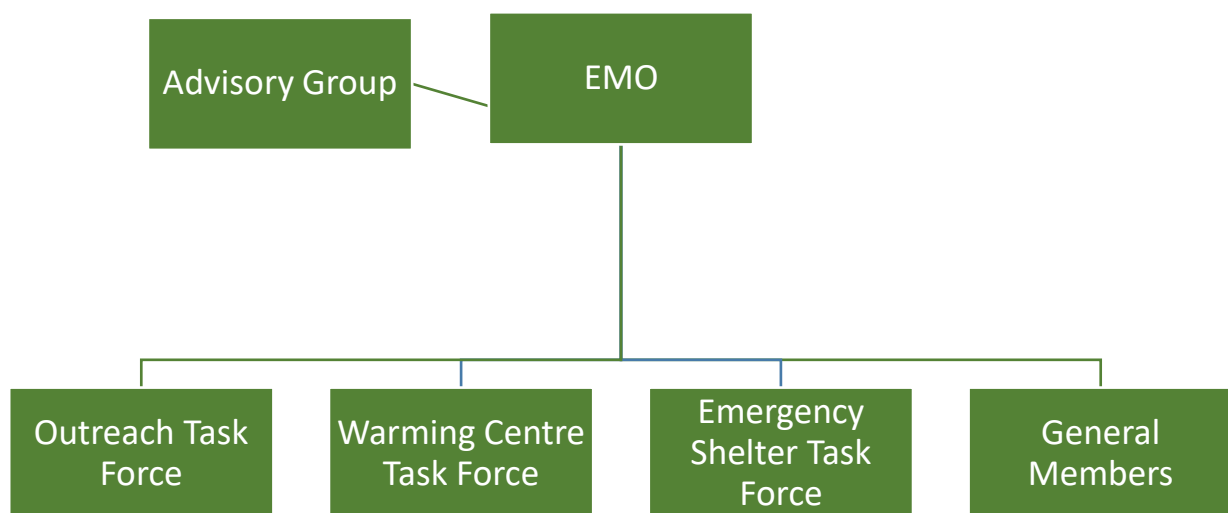 Advisory Group
EMO
Outreach Task
Force
Warming Centre
Task Force
Emergency
Shelter Task
Force
General
Members